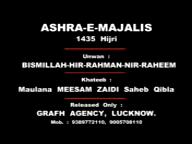 ASHRA-E-MAJALIS
1435 Hijri
Unwan :
BISMILLAH-HIR-RAHMAN-NIR-RAHEEM
Khateeb :
Maulana MEESAM ZAIDI Saheb Qibla
Released Only :
GRAFH AGENCY, LUCKNOW.
Mob. : 9389772110, 9005708110